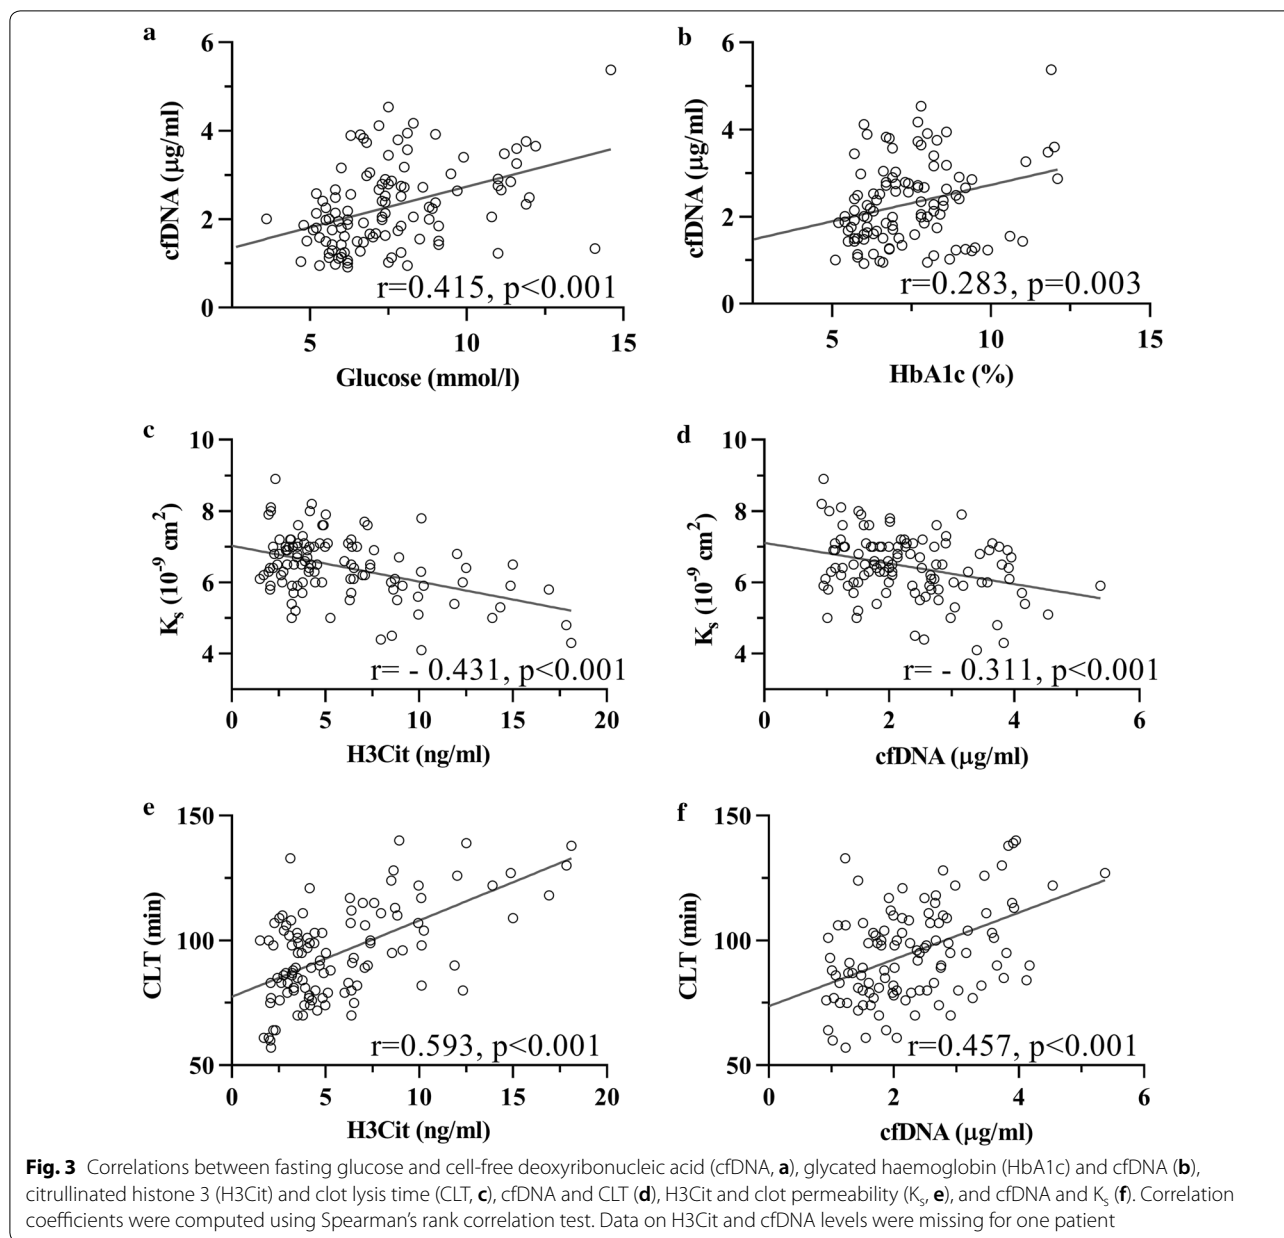 a
6
4
2
0
cfDNA (µg/ml)
r=0.415, p<0.001
5 10 15
Glucose (mmol/l)
b
6
4
2
0
cfDNA (µg/ml)
r=0.283, p=0.003
5 10 15
HbA1c (%)
c
10
8
6
4
Ks (10-9 cm2)
r= - 0.431, p<0.001
0 5 10 15 20
H3Cit (ng/ml)
d
10
8
6
4
Ks (10-9 cm2)
r= - 0.311, p<0.001
0 2 4 6
cfDNA (µg/ml)
e
150
100
50
CLT (min)
r=0.593, p<0.001
0 5 10 15 20
H3Cit (ng/ml)
f
150
100
50
CLT (min)
r=0.457, p<0.001
0 2 4 6
cfDNA (µg/ml)
Fig. 3 Correlations between fasting glucose and cell-free deoxyribonucleic acid (cfDNA, a), glycated haemoglobin (HbA1c) and cfDNA (b),
citrullinated histone 3 (H3Cit) and clot lysis time (CLT, c), cfDNA and CLT (d), H3Cit and clot permeability (Ks, e), and cfDNA and Ks (f). Correlation
coefficients were computed using Spearman's rank correlation test. Data on H3Cit and cfDNA levels were missing for one patient